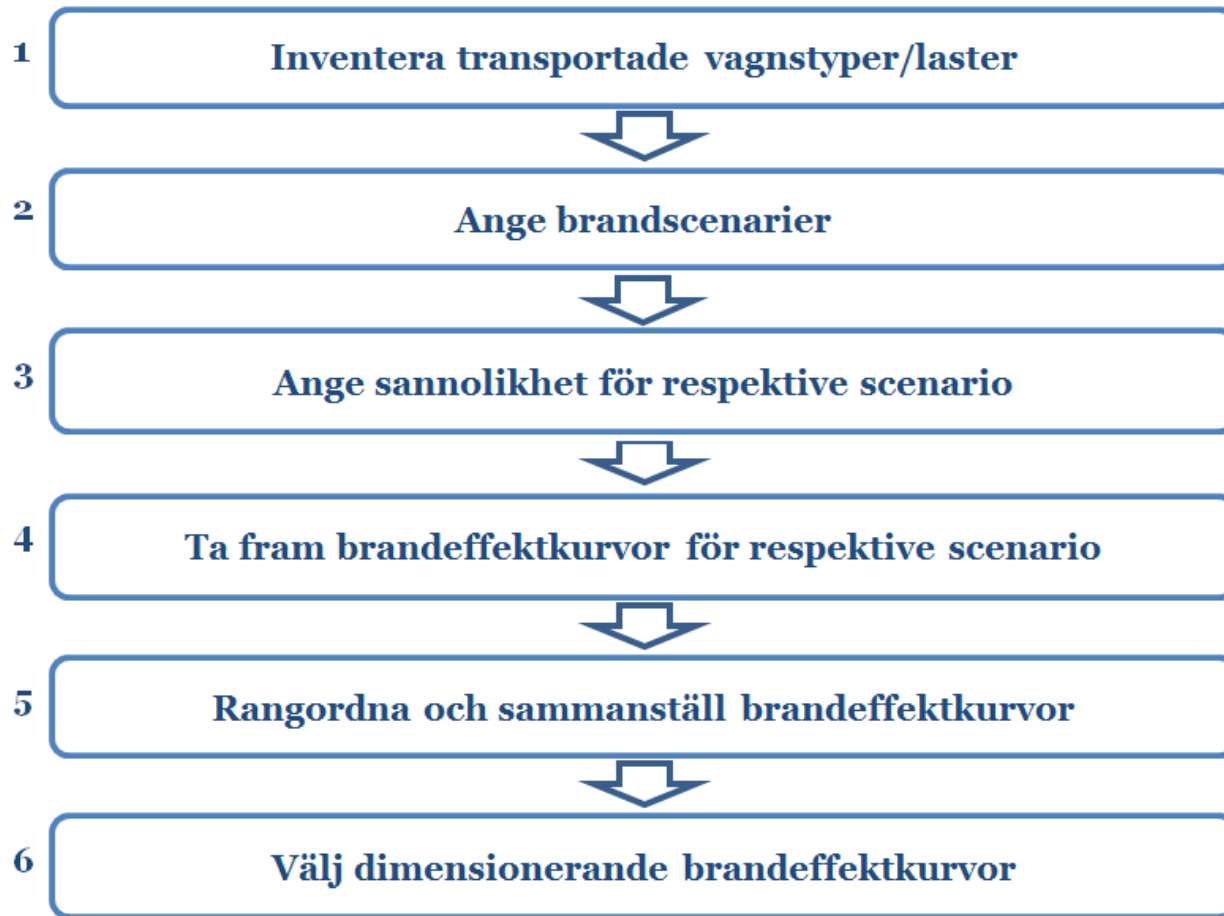 1 Inventera transportade vagnstyper/laster
2 Ange brandscenarier
3 Ange sannolikhet för respektive scenario
4 Ta fram brandeffektkurvor för respektive scenario
5 Rangordna och sammanställ brandeffektkurvor
6 Välj dimensionerande brandeffektkurvor